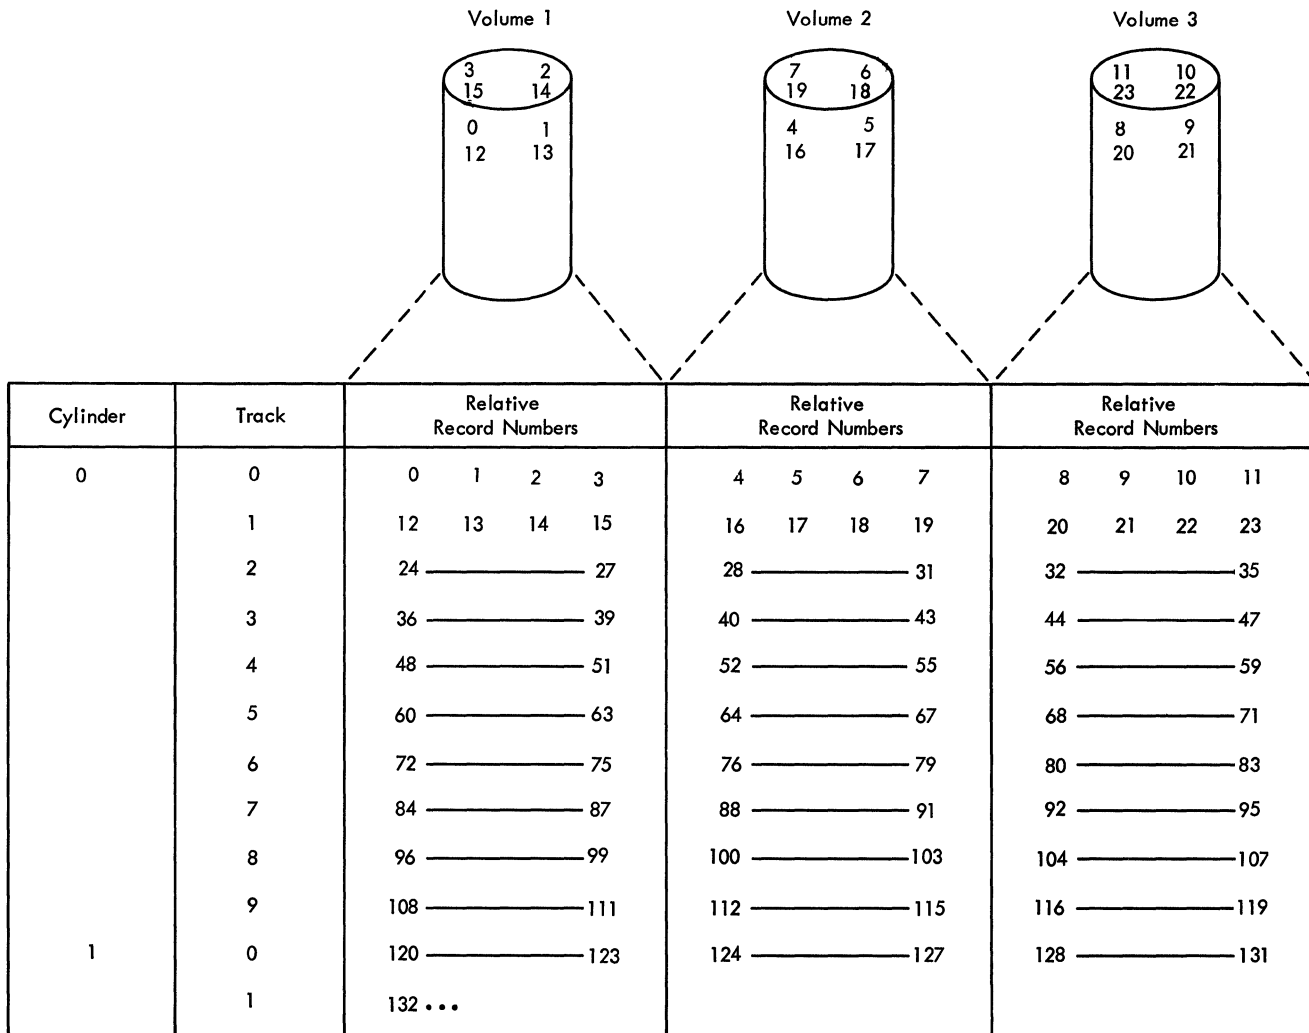 Volume 1 Volume 2 Volume 3
3 2 7 6 11 10
15 14 19 18 23 22
0 1 4 5 8 9
12 13 16 17 20 21
Cylinder Track Relative Record Numbers Relative Record Numbers Relative Record Numbers
0 0 0 1 2 3 4 5 6 7 8 9 10 11
1 12 13 14 15 16 17 18 19 20 21 22 23
2 24 27 28 31 32 35
3 36 39 40 43 44 47
4 48 51 52 55 56 59
5 60 63 64 67 68 71
6 72 75 76 79 80 83
7 84 87 88 91 92 95
8 96 99 100 103 104 107
9 108 111 112 115 116 119
1 0 120 123 124 127 128 131
1 132 ...